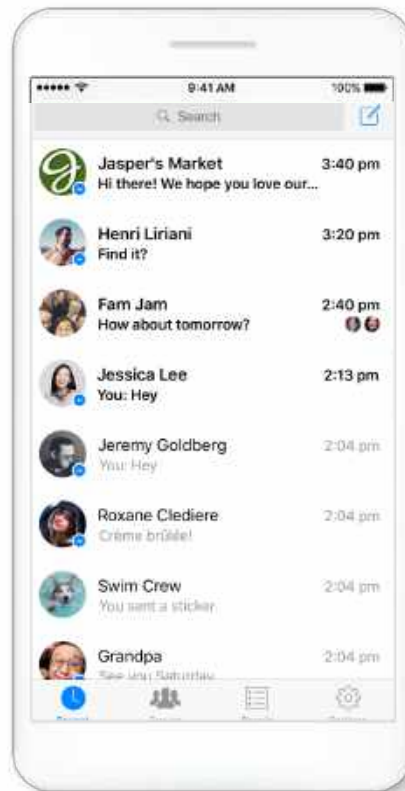 9:41 AM
100%
Search
Jasper's Market
3:40 pm
Hi there! We hope you love our...
Henri Liriani
3:20 pm
Find it?
Fam Jam
2:40 pm
How about tomorrow?
Jessica Lee
2:13 pm
You: Hey
Jeremy Goldberg
2:04 pm
You: Hey
Roxane Clediere
2:04 pm
Crème brûlée!
Swim Crew
2:04 pm
You sent a sticker
Grandpa
2:04 pm
See you Saturday